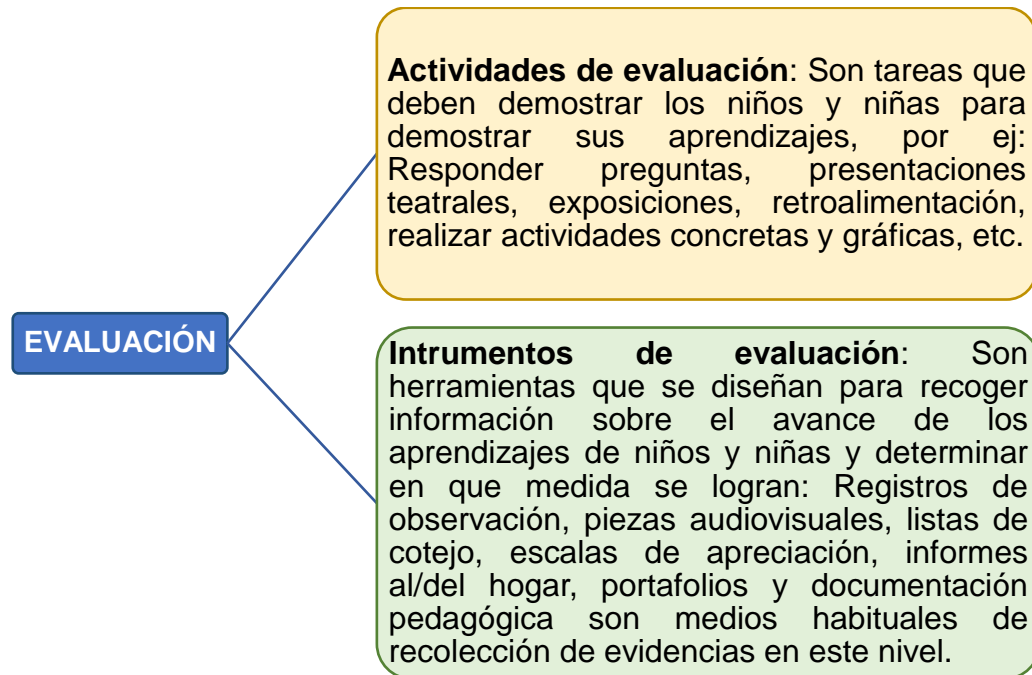 Actividades de evaluación: Son tareas que
deben demostrar los niños y niñas para
demostrar sus aprendizajes, por ej:
Responder preguntas, presentaciones
teatrales, exposiciones, retroalimentación,
realizar actividades concretas y gráficas, etc.
EVALUACIÓN
Intrumentos de evaluación: Son
herramientas que se diseñan para recoger
información sobre el avance de los
aprendizajes de niños y niñas y determinar
en que medida se logran: Registros de
observación, piezas audiovisuales, listas de
cotejo, escalas de apreciación, informes
al/del hogar, portafolios y documentación
pedagógica son medios habituales de
recolección de evidencias en este nivel.